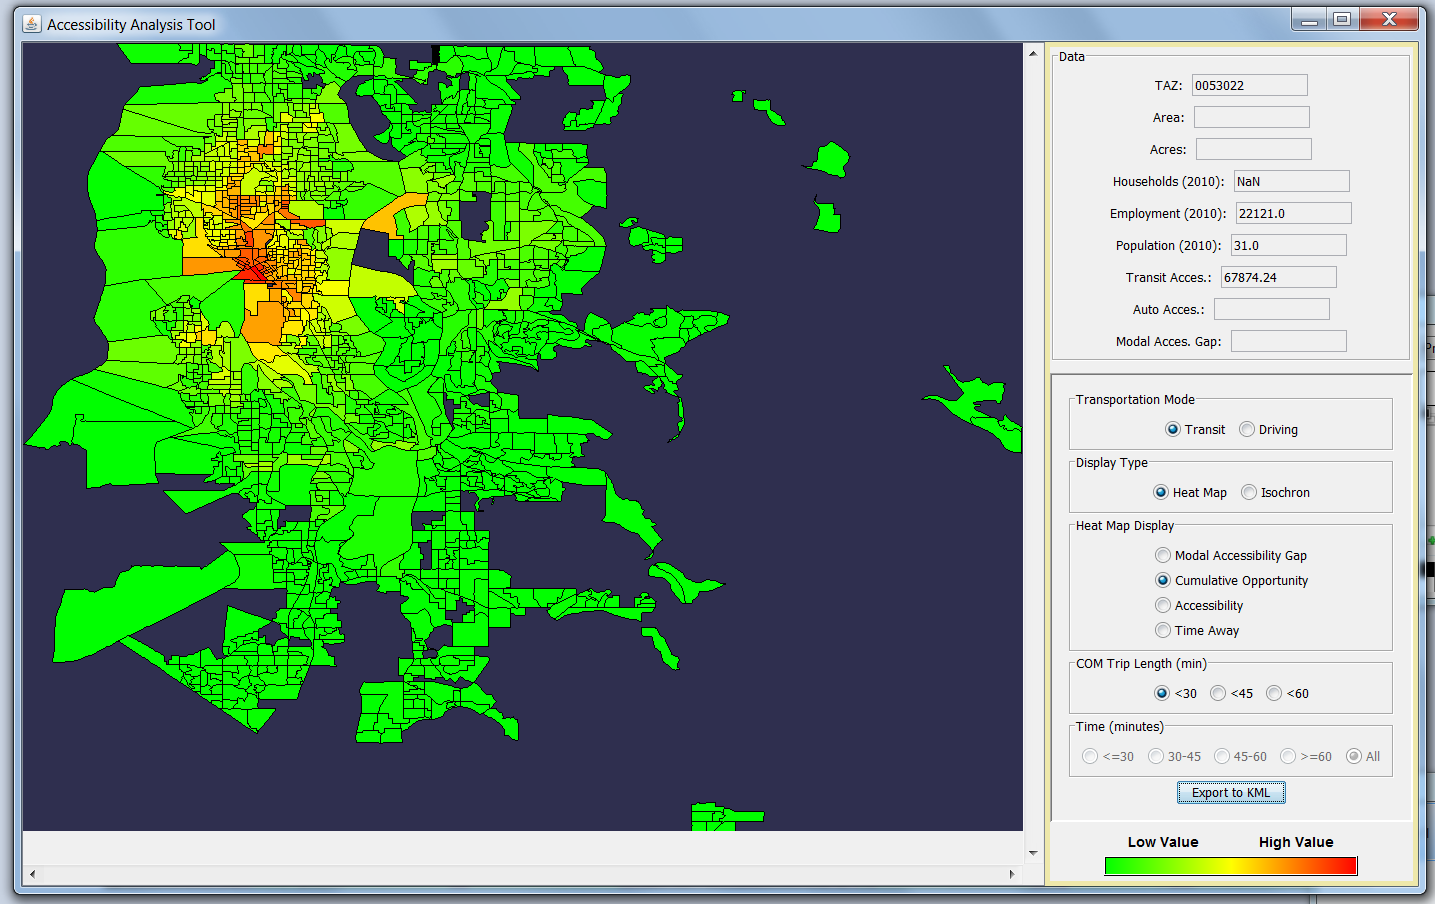 Accessibility Analysis Tool
Data
TAZ: 0053022
Area:
Acres:
Households (2010): NaN
Employment (2010): 22121.0
Population (2010): 31.0
Transit Acces.: 67874.24
Auto Acces.:
Modal Acces. Gap:
Transportation Mode
Transit Driving
Display Type
Heat Map Isochron
Heat Map Display
Modal Accessibility Gap
Cumulative Opportunity
Accessibility
Time Away
COM Trip Length (min)
<30 <45 <60
Time (minutes)
<=30 30-45 45-60 >=60 All
Export to KML
Low Value High Value